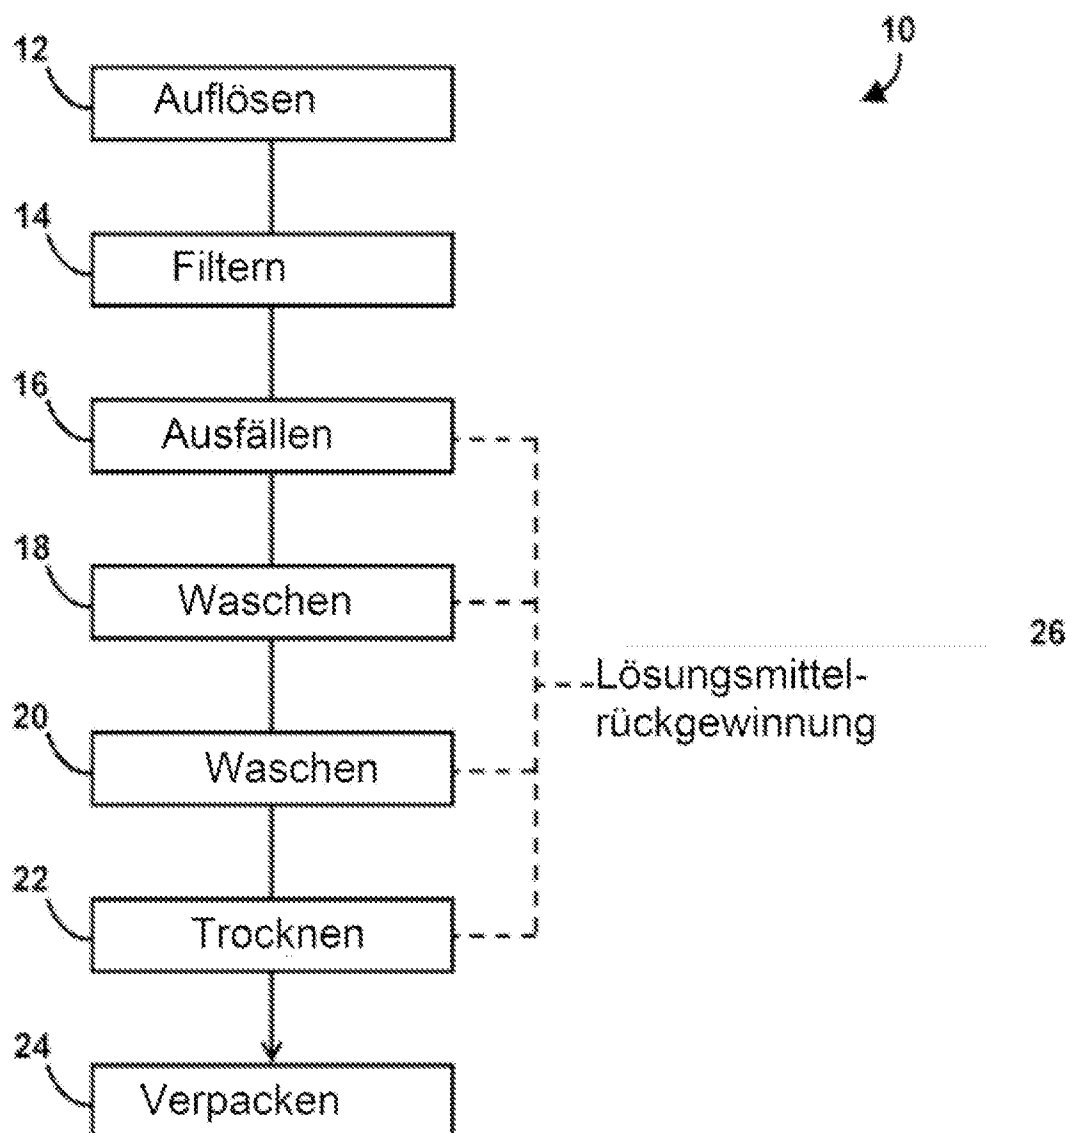 10
12
Auflösen
14
Filtern
16
Ausfällen
18
Waschen
26
Lösungsmittel-
rückgewinnung
20
Waschen
22
Trocknen
24
Verpacken